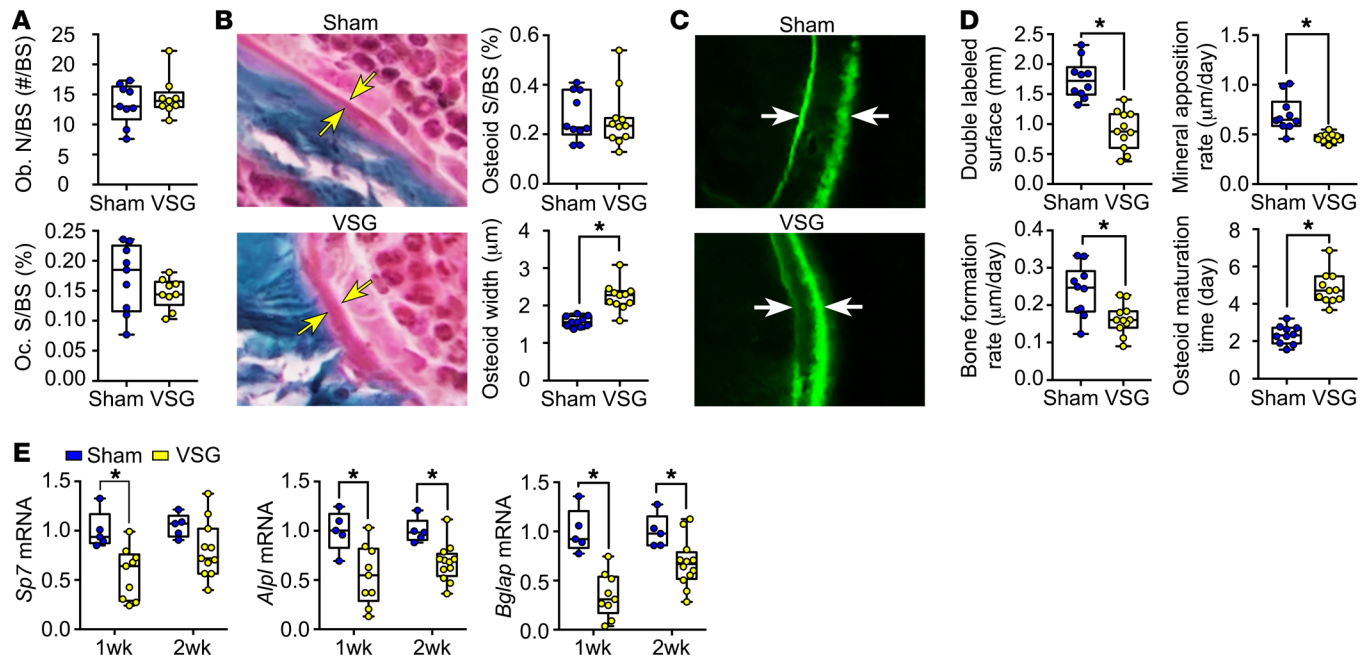 A
Ob. N/BS (#/BS)
25
20
15
10
5
0
Sham VSG
Oc. S/BS (%)
0.25
0.20
0.15
0.10
0.05
0.00
Sham VSG
B
Sham
VSG
Osteoid S/BS (%)
0.6
0.4
0.2
0.0
Sham VSG
Osteoid width (μm)
4
3
2
1
0
*
Sham VSG
C
Sham
VSG
D
Double labeled
surface (mm)
2.5
2.0
1.5
1.0
0.5
0.0
*
Sham VSG
Mineral apposition
rate (μm/day)
1.5
1.0
0.5
0.0
*
Sham VSG
Bone formation
rate (μm/day)
0.4
0.3
0.2
0.1
0.0
*
Sham VSG
Osteoid maturation
time (day)
8
6
4
2
0
*
Sham VSG
E
Sham VSG
Sp7 mRNA
1.5
1.0
0.5
0.0
*
1wk 2wk
Alpl mRNA
1.5
1.0
0.5
0.0
* *
1wk 2wk
Bglap mRNA
1.5
1.0
0.5
0.0
* *
1wk 2wk